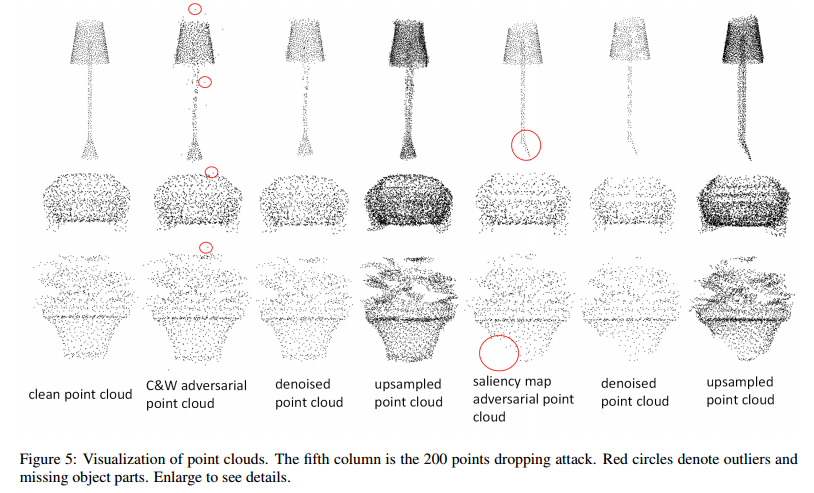 clean point cloud
C&W adversarial
point cloud
denoised
point cloud
upsampled
point cloud
saliency map
adversarial point
cloud
denoised
point cloud
upsampled
point cloud
Figure 5: Visualization of point clouds. The fifth column is the 200 points dropping attack. Red circles denote outliers and
missing object parts. Enlarge to see details.